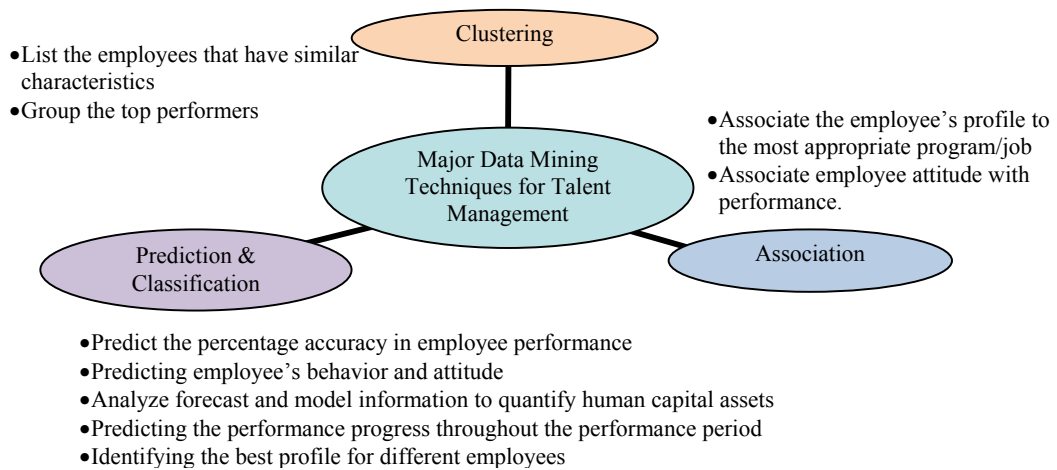 Clustering
•List the employees that have similar
characteristics
•Group the top performers
•Associate the employee’s profile to
the most appropriate program/job
•Associate employee attitude with
performance.
Major Data Mining
Techniques for Talent
Management
Prediction &
Classification
Association
•Predict the percentage accuracy in employee performance
•Predicting employee’s behavior and attitude
•Analyze forecast and model information to quantify human capital assets
•Predicting the performance progress throughout the performance period
•Identifying the best profile for different employees